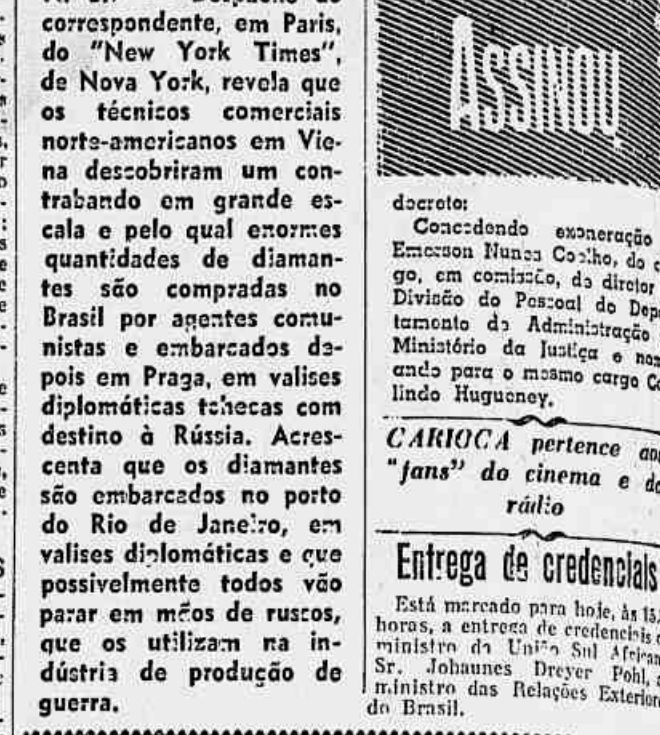 correspondente, em Paris,
do "New York Times",
de Nova York, revela que
os técnicos comerciais
norte-americanos em Vie-
na descobriram um con-
trabando em grande es-
cala e pelo qual enormes
quantidades de diaman-
tes são compradas no
Brasil por agentes comu-
nistas e embarcados de-
pois em Praga, em valises
diplomáticas tchecas com
destino à Rússia. Acres-
centa que os diamantes
são embarcados no porto
do Rio de Janeiro, em
valises diplomáticas e que
possivelmente todos vão
parar em mãos de russos,
que os utilizam na in-
dústria de produção de
guerra.
ASSINOU
decreto:
Concedendo exoneração
Emerson Nunes Coelho, do
go, em comissão, de diretor
Divisão do Pessoal do
tamento de Administração
Ministério da Justiça e
ando para o mesmo cargo
lindo Hugueney.
CARIOCA pertence aos
"fans" do cinema e do
rádio
Entrega de credenciais
Está marcado para hoje, às
horas, a entrega de credenciais
ministro da União Sul
Sr. Johaunes Dreyer Pohl,
ministro das Relações
do Brasil.